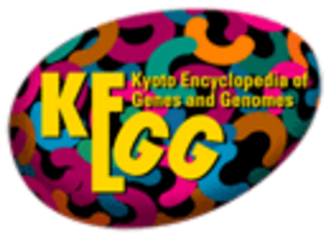 KEGG
Kyoto Encyclopedia of
Genes and Genomes